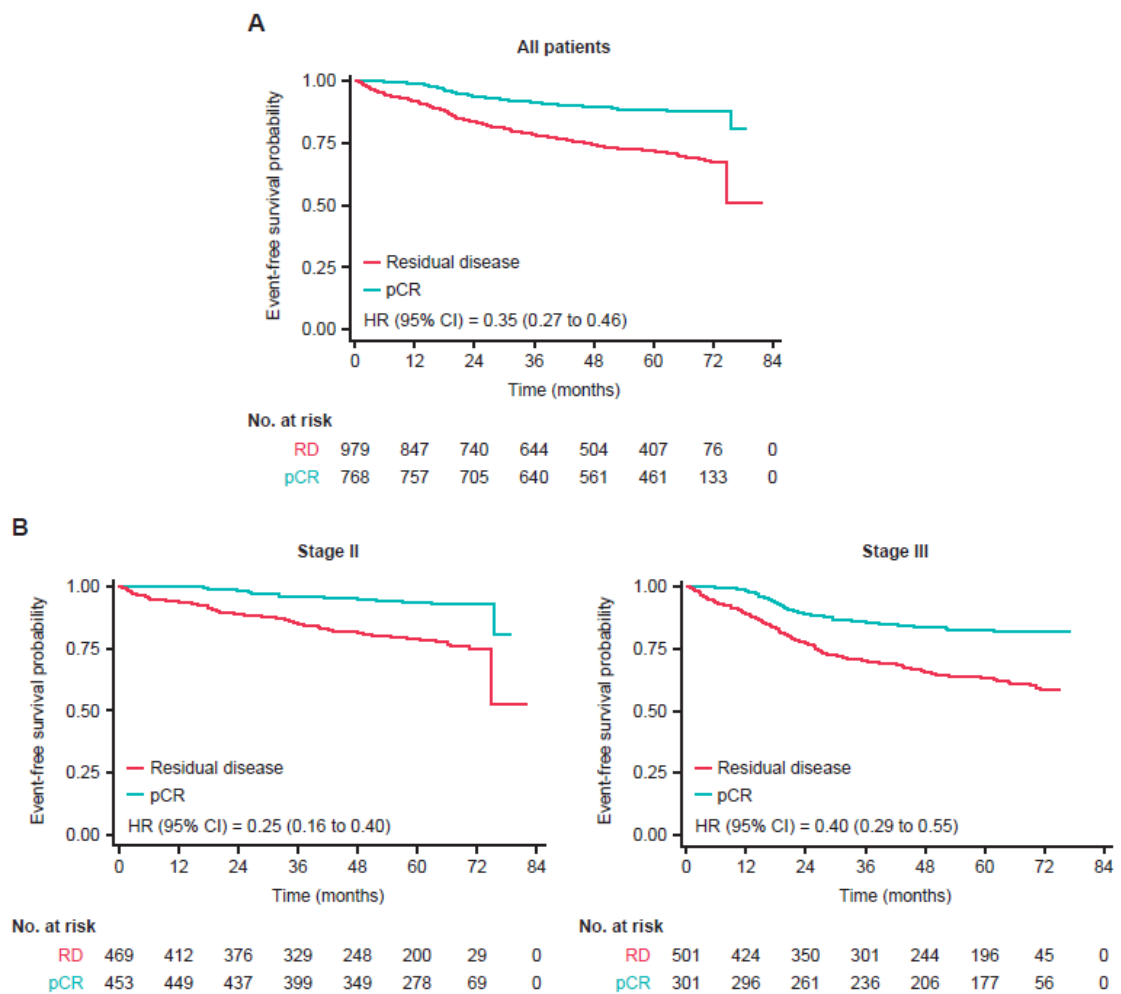 A
All patients
Event-free survival probability
1.00
0.75
0.50
0.25
0.00
Residual disease
pCR
HR (95% CI) = 0.35 (0.27 to 0.46)
0 12 24 36 48 60 72 84
Time (months)
No. at risk
RD 979 847 740 644 504 407 76 0
pCR 768 757 705 640 561 461 133 0
B
Stage II
Event-free survival probability
1.00
0.75
0.50
0.25
0.00
Residual disease
pCR
HR (95% CI) = 0.25 (0.16 to 0.40)
0 12 24 36 48 60 72 84
Time (months)
No. at risk
RD 469 412 376 329 248 200 29 0
pCR 453 449 437 399 349 278 69 0
Stage III
Event-free survival probability
1.00
0.75
0.50
0.25
0.00
Residual disease
pCR
HR (95% CI) = 0.40 (0.29 to 0.55)
0 12 24 36 48 60 72 84
Time (months)
No. at risk
RD 501 424 350 301 244 196 45 0
pCR 301 296 261 236 206 177 56 0